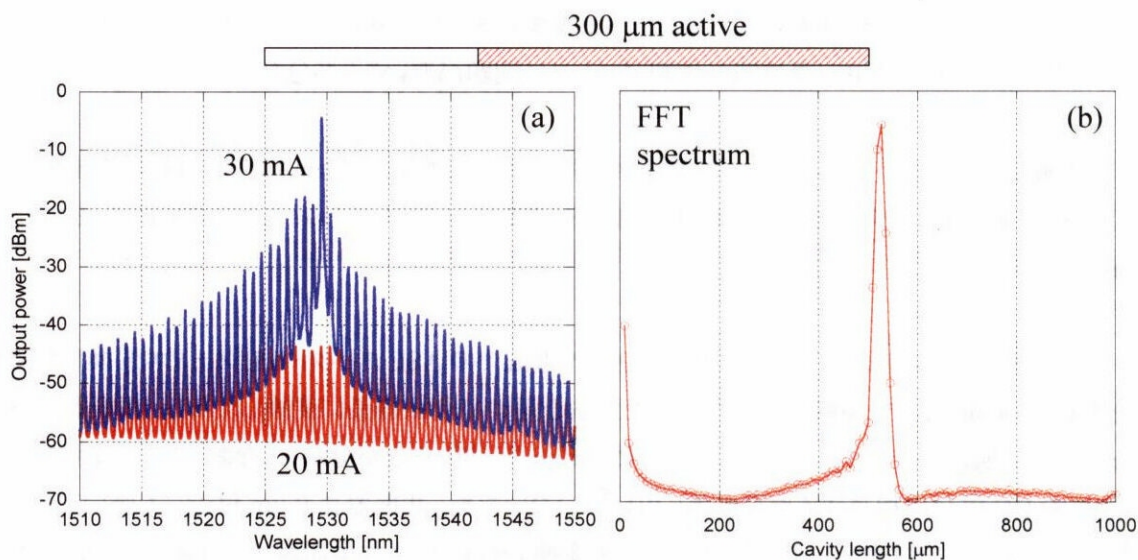 300 μm active
0
-10
-20
-30
-40
-50
-60
-70
Output power [dBm]
(a)
30 mA
20 mA
1510 1515 1520 1525 1530 1535 1540 1545 1550
Wavelength [nm]
FFT
spectrum
(b)
0 200 400 600 800 1000
Cavity length [μm]